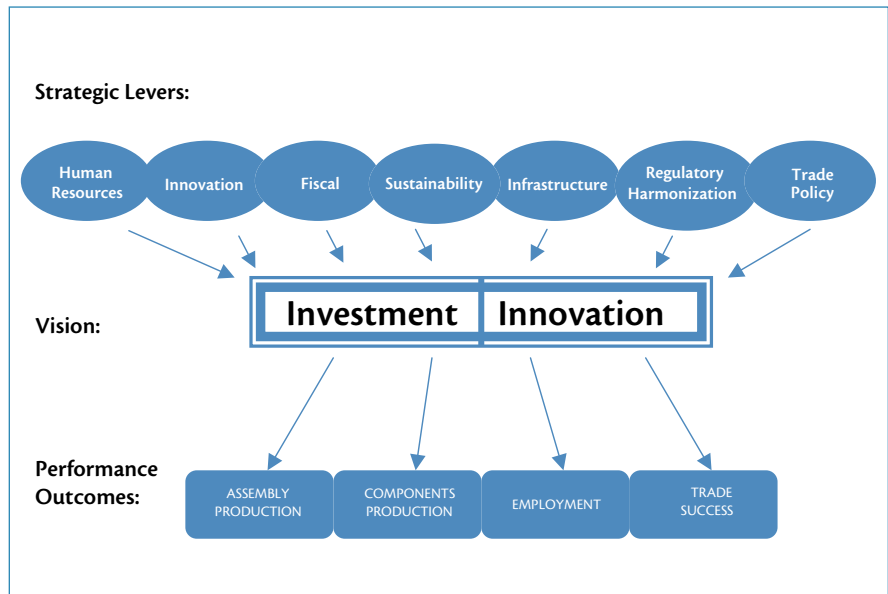 Strategic Levers:
Human
Resources
Innovation
Fiscal
Sustainability
Infrastructure
Regulatory
Harmonization
Trade
Policy
Vision:
Investment
Innovation
Performance
Outcomes:
ASSEMBLY
PRODUCTION
COMPONENTS
PRODUCTION
EMPLOYMENT
TRADE
SUCCESS